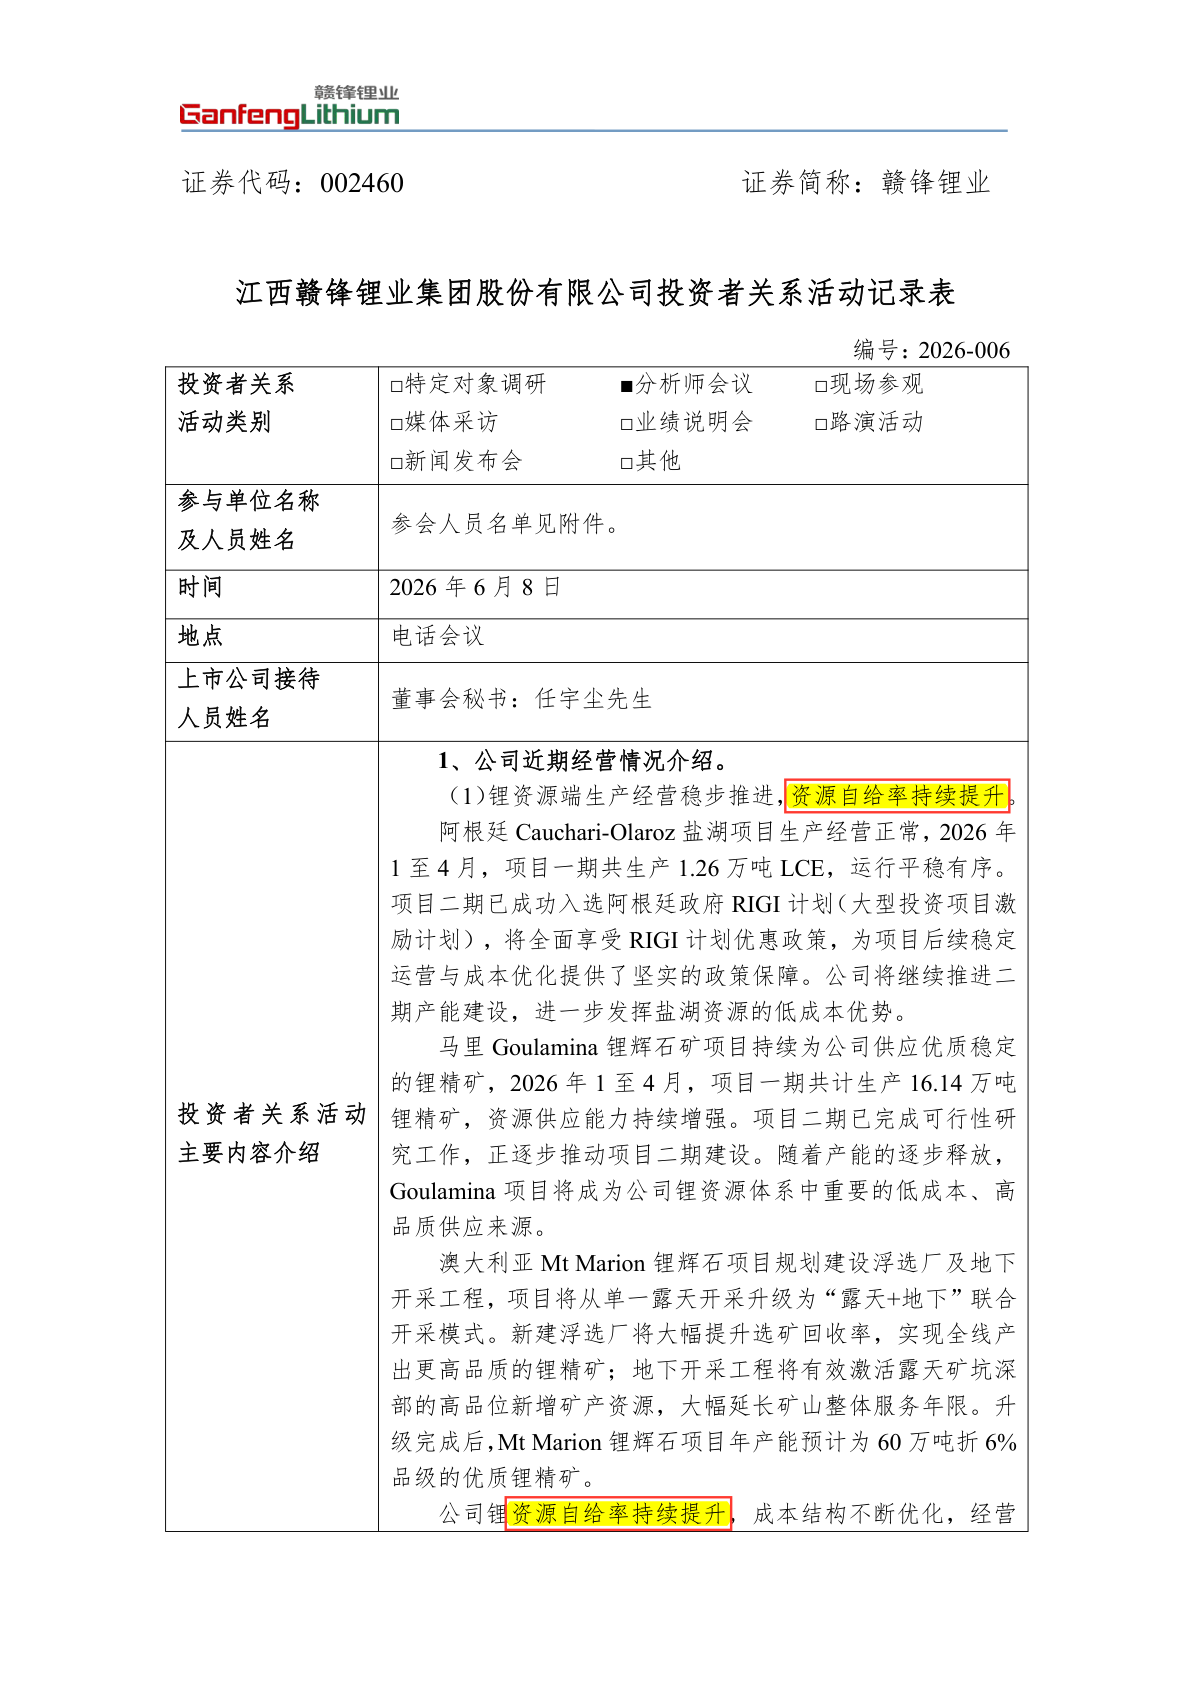 赣锋锂业
GanfengLithium
证券代码：002460 证券简称：赣锋锂业
江西赣锋锂业集团股份有限公司投资者关系活动记录表
编号：2026-006
投资者关系
活动类别
□特定对象调研 ■分析师会议 □现场参观
□媒体采访 □业绩说明会 □路演活动
□新闻发布会 □其他
参与单位名称
及人员姓名
参会人员名单见附件。
时间
2026 年 6 月 8 日
地点
电话会议
上市公司接待
人员姓名
董事会秘书：任宇尘先生
投资者关系活动
主要内容介绍
1、公司近期经营情况介绍。
（1）锂资源端生产经营稳步推进，资源自给率持续提升。
阿根廷 Cauchari-Olaroz 盐湖项目生产经营正常，2026 年
1 至 4 月，项目一期共生产 1.26 万吨 LCE，运行平稳有序。
项目二期已成功入选阿根廷政府 RIGI 计划（大型投资项目激
励计划），将全面享受 RIGI 计划优惠政策，为项目后续稳定
运营与成本优化提供了坚实的政策保障。公司将继续推进二
期产能建设，进一步发挥盐湖资源的低成本优势。
马里 Goulamina 锂辉石矿项目持续为公司供应优质稳定
的锂精矿，2026 年 1 至 4 月，项目一期共计生产 16.14 万吨
锂精矿，资源供应能力持续增强。项目二期已完成可行性研
究工作，正逐步推动项目二期建设。随着产能的逐步释放，
Goulamina 项目将成为公司锂资源体系中重要的低成本、高
品质供应来源。
澳大利亚 Mt Marion 锂辉石项目规划建设浮选厂及地下
开采工程，项目将从单一露天开采升级为“露天+地下”联合
开采模式。新建浮选厂将大幅提升选矿回收率，实现全线产
出更高品质的锂精矿；地下开采工程将有效激活露天矿坑深
部的高品位新增矿产资源，大幅延长矿山整体服务年限。升
级完成后，Mt Marion 锂辉石项目年产能预计为 60 万吨折 6%
品级的优质锂精矿。
公司锂资源自给率持续提升，成本结构不断优化，经营